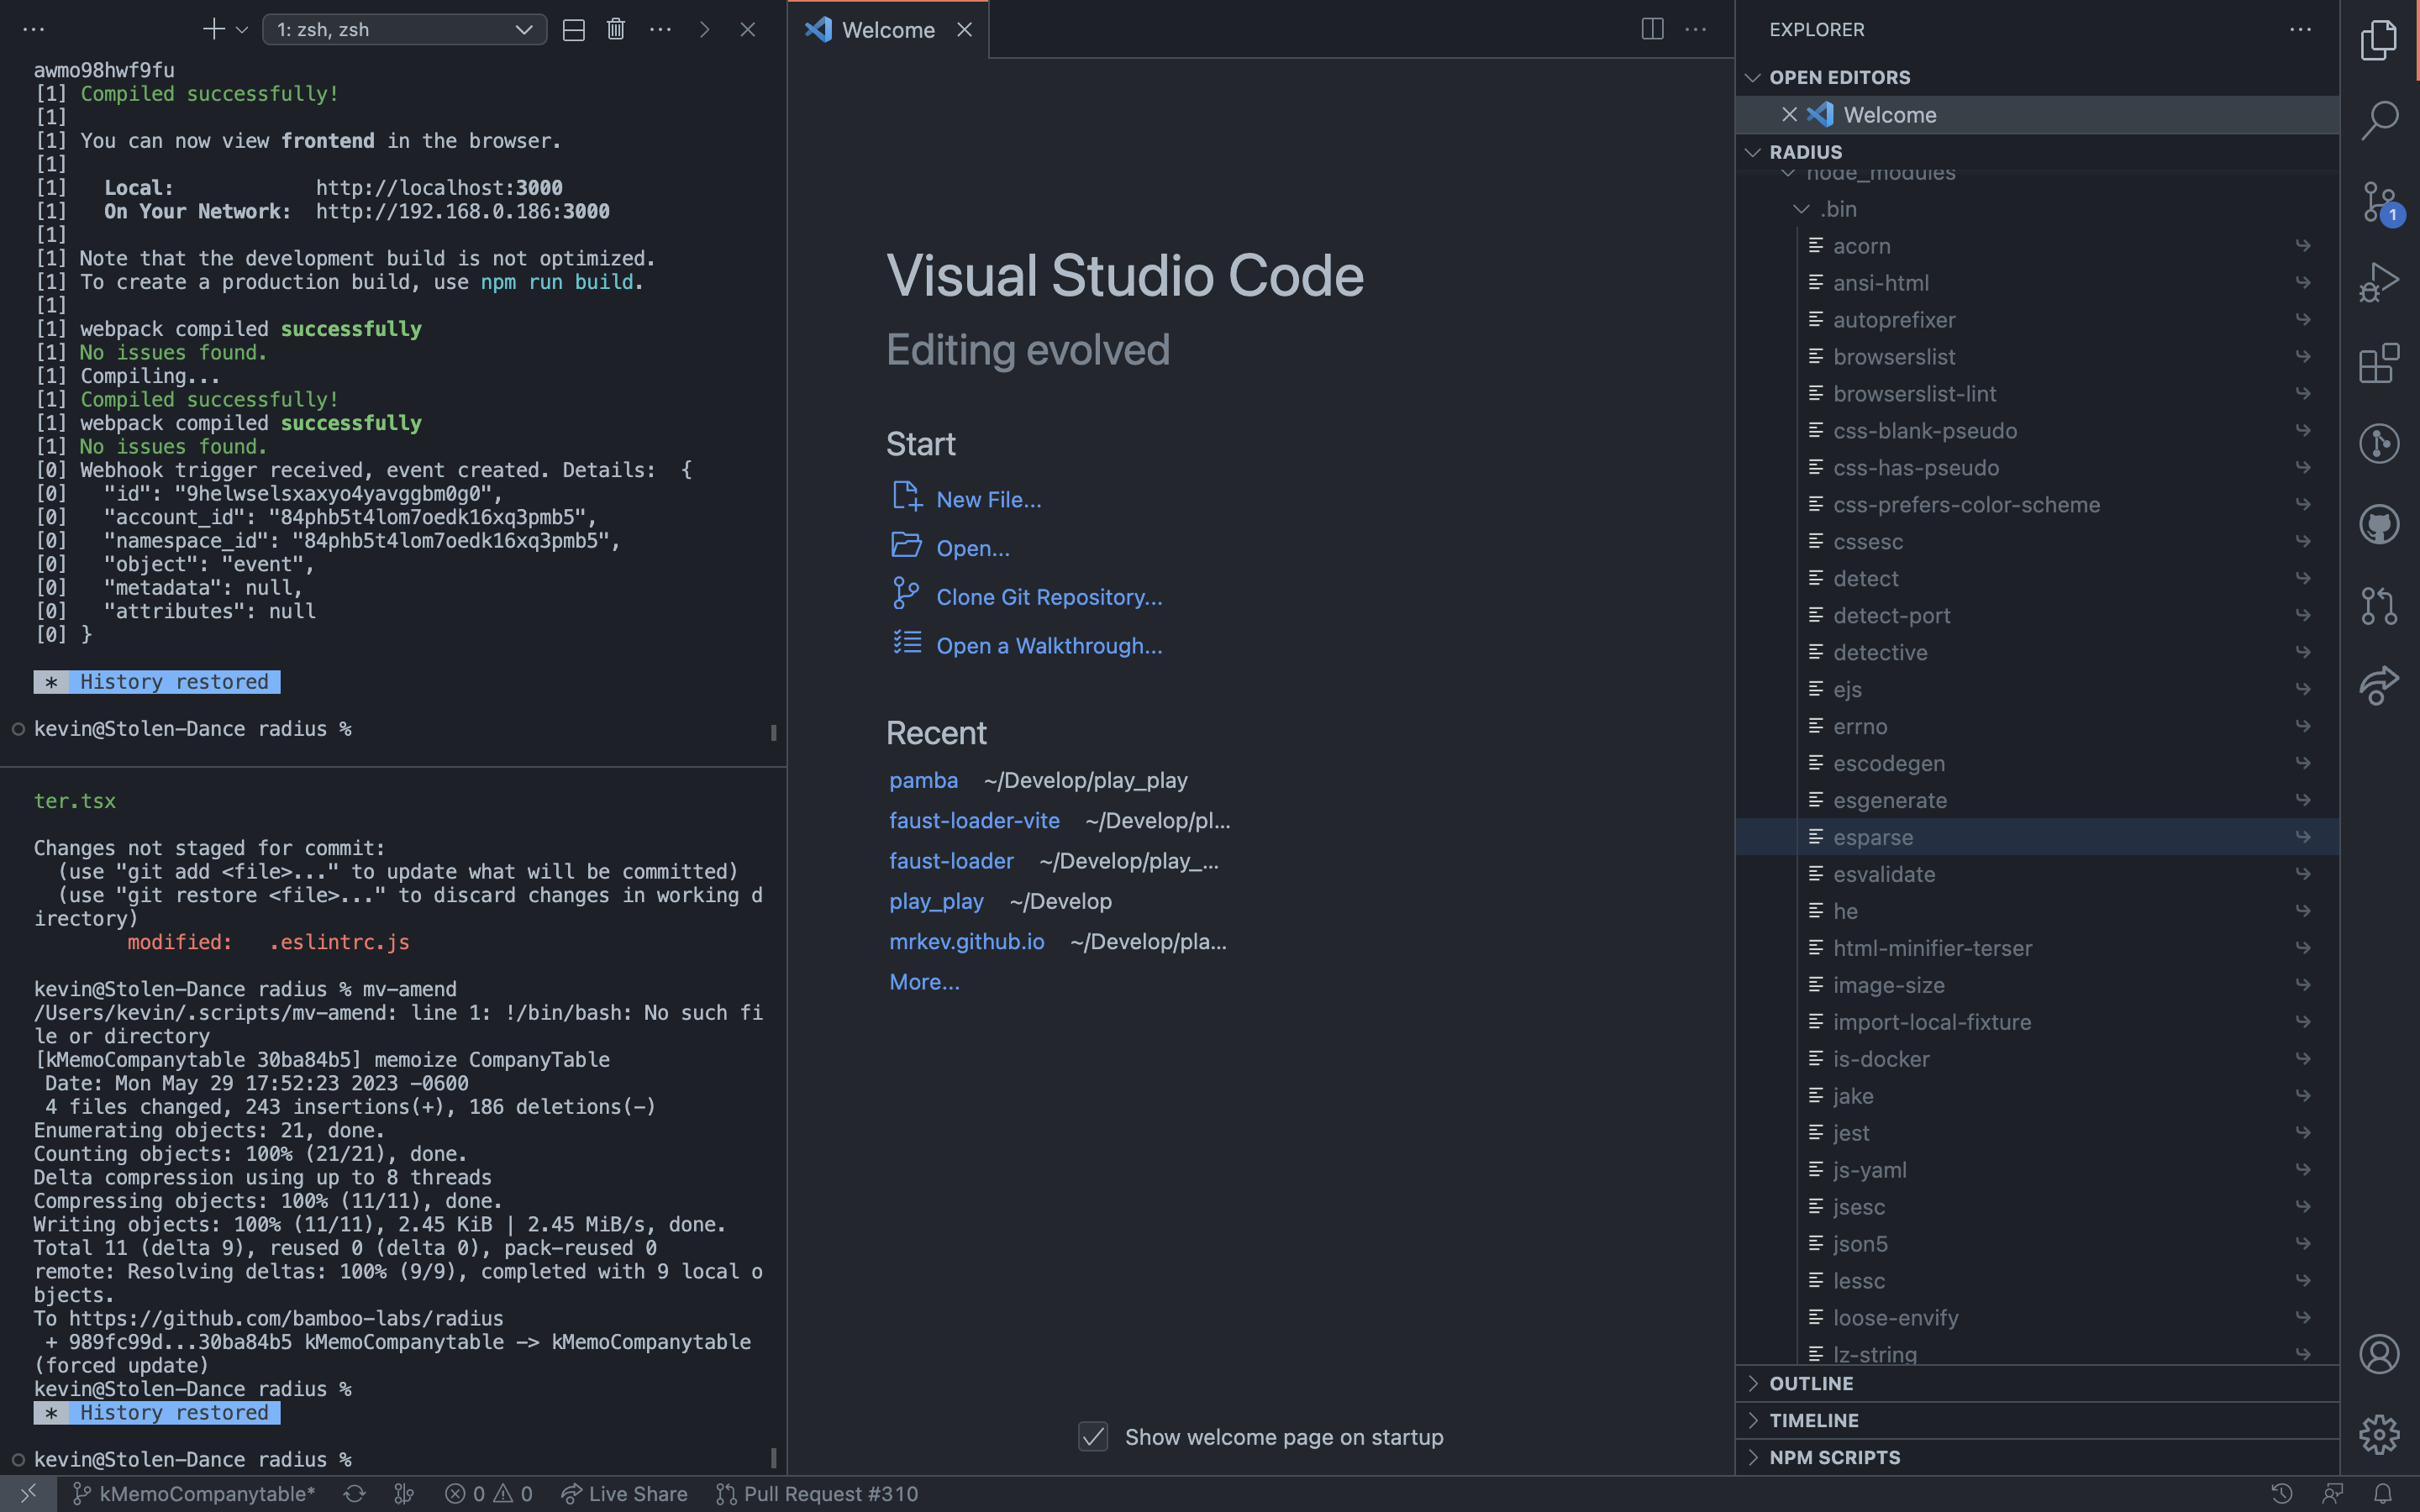 1: zsh, zsh
awmo98hwf9fu
[1] Compiled successfully!
[1]
[1] You can now view frontend in the browser.
[1]
[1]   Local:            http://localhost:3000
[1]   On Your Network:  http://192.168.0.186:3000
[1]
[1] Note that the development build is not optimized.
[1] To create a production build, use npm run build.
[1]
[1] webpack compiled successfully
[1] No issues found.
[1] Compiling...
[1] Compiled successfully!
[1] webpack compiled successfully
[1] No issues found.
[0] Webhook trigger received, event created. Details:  {
[0]   "id": "9helwselsxaxyo4yavggbm0g0",
[0]   "account_id": "84phb5t4lom7oedk16xq3pmb5",
[0]   "namespace_id": "84phb5t4lom7oedk16xq3pmb5",
[0]   "object": "event",
[0]   "metadata": null,
[0]   "attributes": null
[0] }
* History restored
kevin@Stolen-Dance radius %
ter.tsx
Changes not staged for commit:
  (use "git add <file>..." to update what will be committed)
  (use "git restore <file>..." to discard changes in working d
irectory)
        modified:   .eslintrc.js
kevin@Stolen-Dance radius % mv-amend
/Users/kevin/.scripts/mv-amend: line 1: !/bin/bash: No such fi
le or directory
[kMemoCompanytable 30ba84b5] memoize CompanyTable
 Date: Mon May 29 17:52:23 2023 -0600
 4 files changed, 243 insertions(+), 186 deletions(-)
Enumerating objects: 21, done.
Counting objects: 100% (21/21), done.
Delta compression using up to 8 threads
Compressing objects: 100% (11/11), done.
Writing objects: 100% (11/11), 2.45 KiB | 2.45 MiB/s, done.
Total 11 (delta 9), reused 0 (delta 0), pack-reused 0
remote: Resolving deltas: 100% (9/9), completed with 9 local o
bjects.
To https://github.com/bamboo-labs/radius
 + 989fc99d...30ba84b5 kMemoCompanytable -> kMemoCompanytable
(forced update)
kevin@Stolen-Dance radius %
* History restored
kevin@Stolen-Dance radius %
Welcome
Visual Studio Code
Editing evolved
Start
New File...
Open...
Clone Git Repository...
Open a Walkthrough...
Recent
pamba ~/Develop/play_play
faust-loader-vite ~/Develop/pl...
faust-loader ~/Develop/play_...
play_play ~/Develop
mrkev.github.io ~/Develop/pla...
More...
Show welcome page on startup
EXPLORER
OPEN EDITORS
Welcome
RADIUS
node_modules
.bin
acorn
ansi-html
autoprefixer
browserslist
browserslist-lint
css-blank-pseudo
css-has-pseudo
css-prefers-color-scheme
cssesc
detect
detect-port
detective
ejs
errno
escodegen
esgenerate
esparse
esvalidate
he
html-minifier-terser
image-size
import-local-fixture
is-docker
jake
jest
js-yaml
jsesc
json5
lessc
loose-envify
lz-string
OUTLINE
TIMELINE
NPM SCRIPTS
1
kMemoCompanytable* 0 0 Live Share Pull Request #310